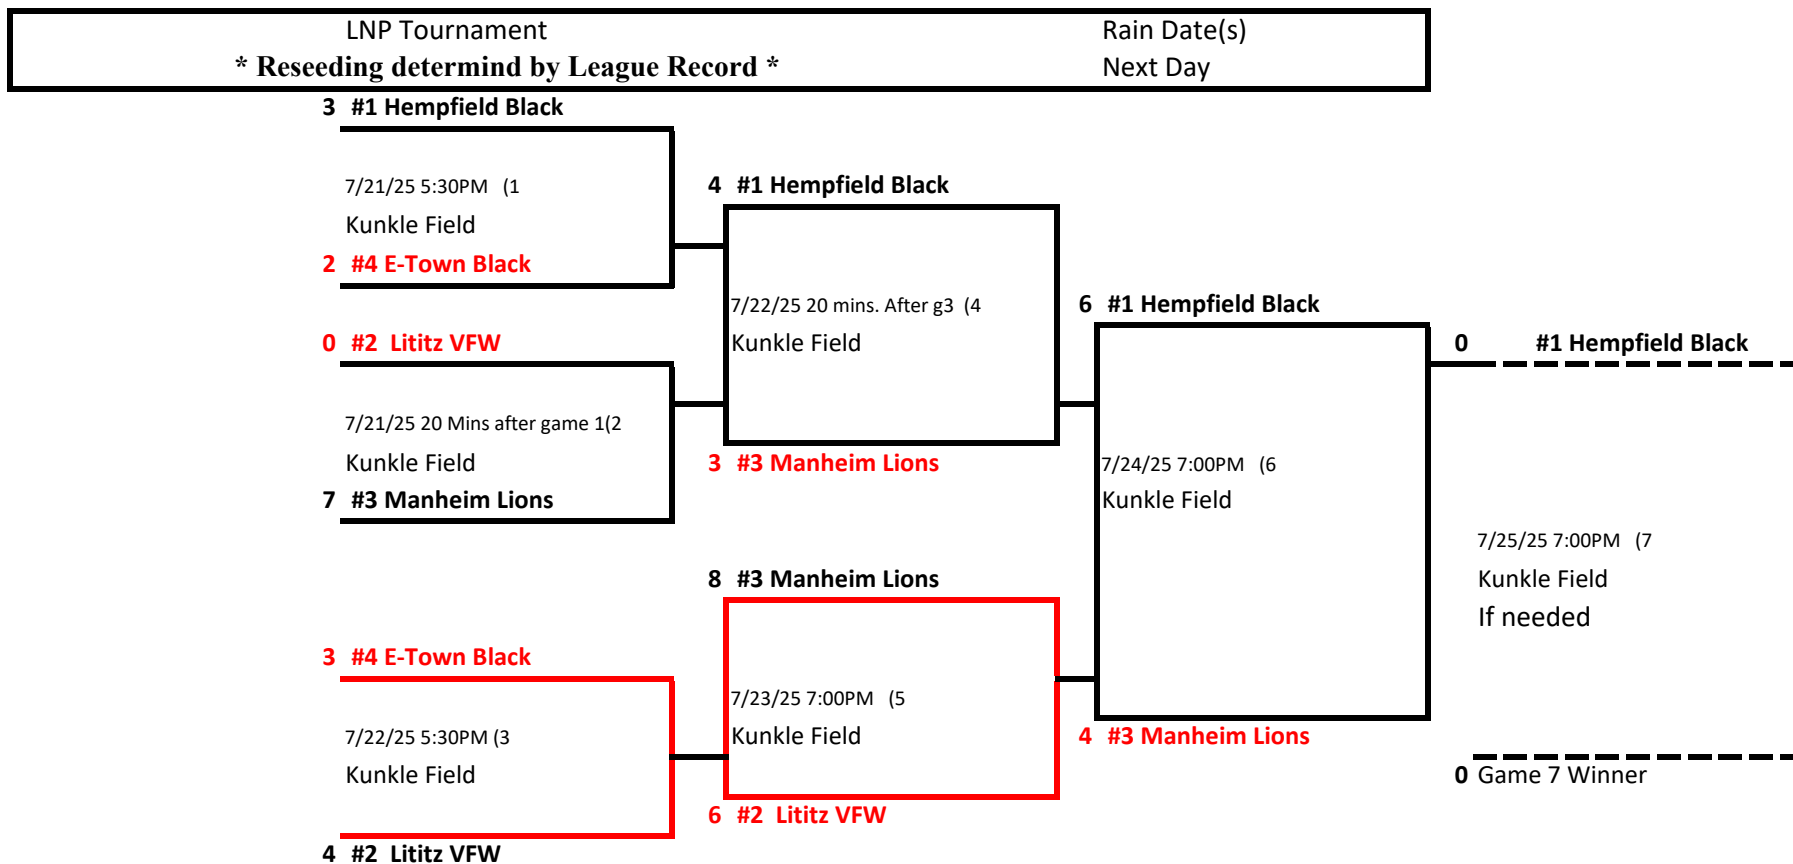 LNP Tournament Rain Date(s)
* Reseeding determind by League Record * Next Day
3 #1 Hempfield Black
7/21/25 5:30PM (1
Kunkle Field
2 #4 E-Town Black
0 #2 Lititz VFW
7/21/25 20 Mins after game 1(2
Kunkle Field
7 #3 Manheim Lions
3 #4 E-Town Black
7/22/25 5:30PM (3
Kunkle Field
4 #2 Lititz VFW
4 #1 Hempfield Black
7/22/25 20 mins. After g3 (4
Kunkle Field
3 #3 Manheim Lions
8 #3 Manheim Lions
7/23/25 7:00PM (5
Kunkle Field
6 #2 Lititz VFW
6 #1 Hempfield Black
7/24/25 7:00PM (6
Kunkle Field
4 #3 Manheim Lions
0 #1 Hempfield Black
7/25/25 7:00PM (7
Kunkle Field
If needed
0 Game 7 Winner